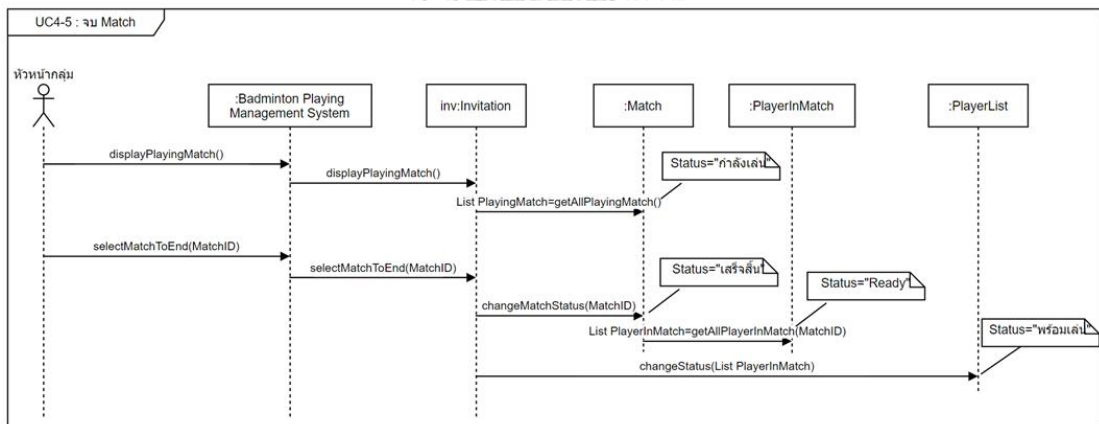 UC4-5 : จบ Match
หัวหน้ากลุ่ม
:Badminton Playing
Management System
inv:Invitation
:Match
:PlayerInMatch
:PlayerList
displayPlayingMatch()
Status="กำลังเล่น"
displayPlayingMatch()
List PlayingMatch=getAllPlayingMatch()
selectMatchToEnd(MatchID)
selectMatchToEnd(MatchID)
Status="เสร็จสิ้น"
Status="Ready"
changeMatchStatus(MatchID)
List PlayerInMatch=getAllPlayerInMatch(MatchID)
Status="พร้อมเล่น"
changeStatus(List PlayerInMatch)